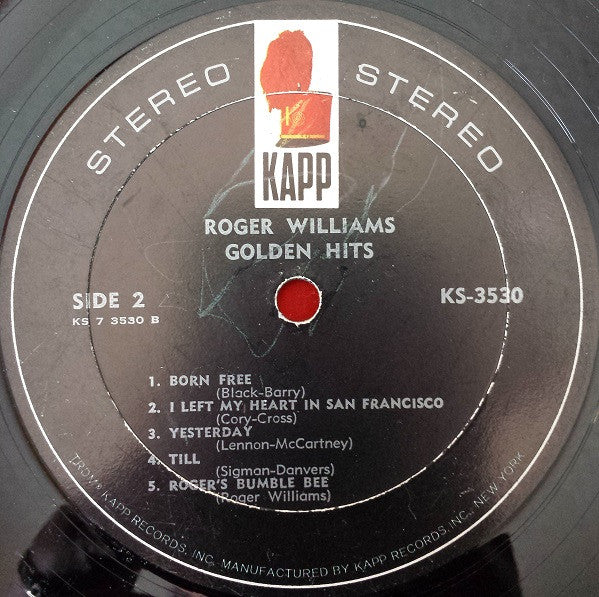 STEREO STEREO
KAPP
ROGER WILLIAMS
GOLDEN HITS
SIDE 2
KS 7 3530 B
KS-3530
1. BORN FREE
(Black-Barry)
2. I LEFT MY HEART IN SAN FRANCISCO
(Cory-Cross)
3. YESTERDAY
(Lennon-McCartney)
4. TILL
(Sigman-Danvers)
5. ROGER'S BUMBLE BEE
(Roger Williams)
KAPP RECORDS, INC. MANUFACTURED BY KAPP RECORDS INC., NEW YORK